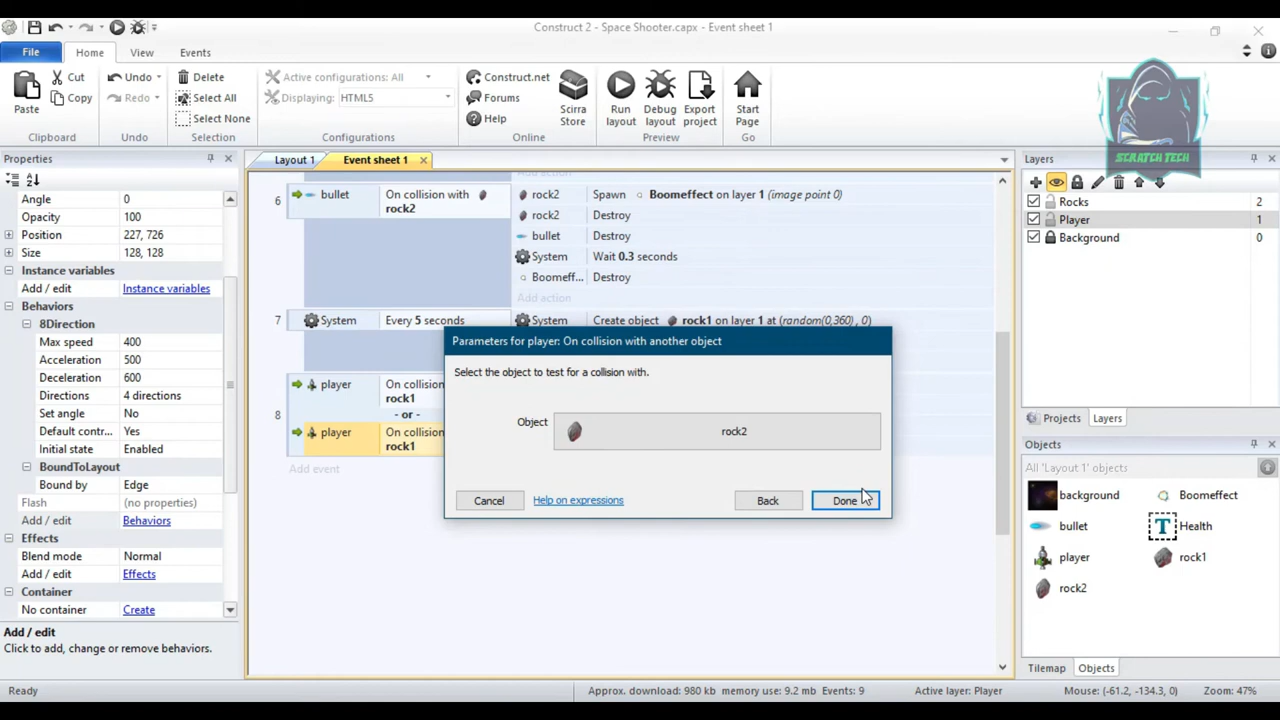 Construct 2 - Space Shooter.capx - Event sheet 1
File Home View Events
Paste Cut Copy
Undo Redo
Delete Select All Select None
Active configurations: All
Displaying: HTML5
Construct.net Forums Help
Scirra Store
Run layout
Debug layout
Export project
Start Page
Clipboard Undo Selection Configurations Online Preview Go
SCRATCH TECH
Properties
Angle 0
Opacity 100
Position 227, 726
Size 128, 128
Instance variables
Add / edit Instance variables
Behaviors
8Direction
Max speed 400
Acceleration 500
Deceleration 600
Directions 4 directions
Set angle No
Default contr... Yes
Initial state Enabled
BoundToLayout
Bound by Edge
Flash (no properties)
Add / edit Behaviors
Effects
Blend mode Normal
Add / edit Effects
Container
No container Create
Add / edit
Click to add, change or remove behaviors.
Layout 1 Event sheet 1
Add action
6 bullet On collision with rock2
rock2 Spawn Boomeffect on layer 1 (image point 0)
rock2 Destroy
bullet Destroy
System Wait 0.3 seconds
Boomeff... Destroy
Add action
7 System Every 5 seconds System Create object rock1 on layer 1 at (random(0,360) , 0)
8 player On collision rock1
- or -
player On collision rock1
Add event
Parameters for player: On collision with another object
Select the object to test for a collision with.
Object rock2
Cancel Help on expressions Back Done
Layers
Rocks 2
Player 1
Background 0
Projects Layers
Objects
All 'Layout 1' objects
background Boomeffect
bullet Health
T
player rock1
rock2
Tilemap Objects
Ready Approx. download: 980 kb memory use: 9.2 mb Events: 9 Active layer: Player Mouse: (-61.2, -134.3, 0) Zoom: 47%